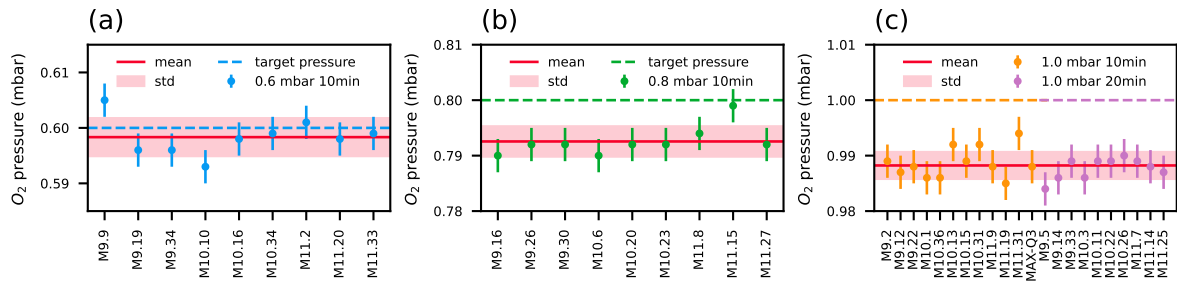 (a)
O2 pressure (mbar)
0.61
0.60
0.59
mean
std
target pressure
0.6 mbar 10min
M9.9
M9.19
M9.34
M10.10
M10.16
M10.34
M11.2
M11.20
M11.33
(b)
O2 pressure (mbar)
0.81
0.80
0.79
0.78
mean
std
target pressure
0.8 mbar 10min
M9.16
M9.26
M9.30
M10.6
M10.20
M10.23
M11.8
M11.15
M11.27
(c)
O2 pressure (mbar)
1.01
1.00
0.99
0.98
mean
std
1.0 mbar 10min
1.0 mbar 20min
M9.2
M9.12
M9.22
M10.1
M10.36
M10.13
M10.15
M10.31
M11.9
M11.19
M11.31
MAX-Q3
M9.5
M9.14
M9.33
M10.3
M10.11
M10.22
M10.26
M11.7
M11.14
M11.25